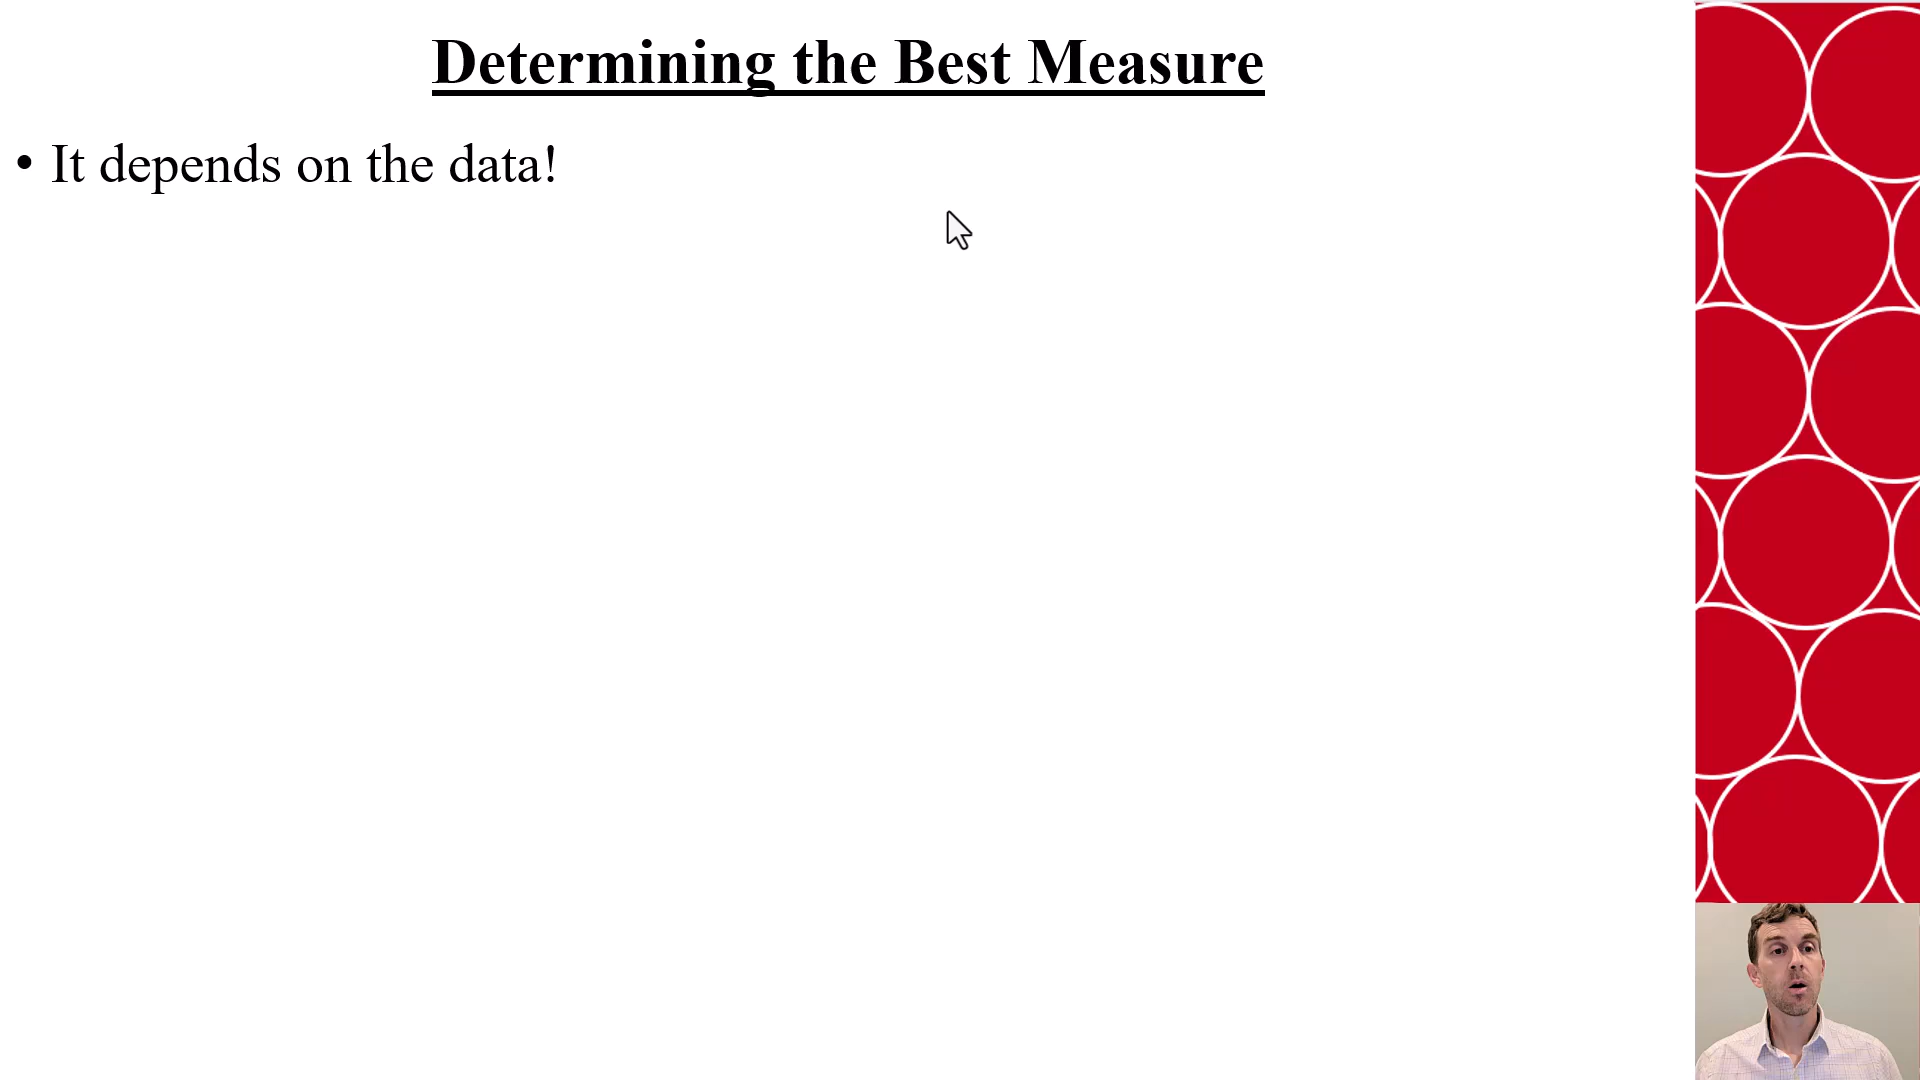 Determining the Best Measure
• It depends on the data!